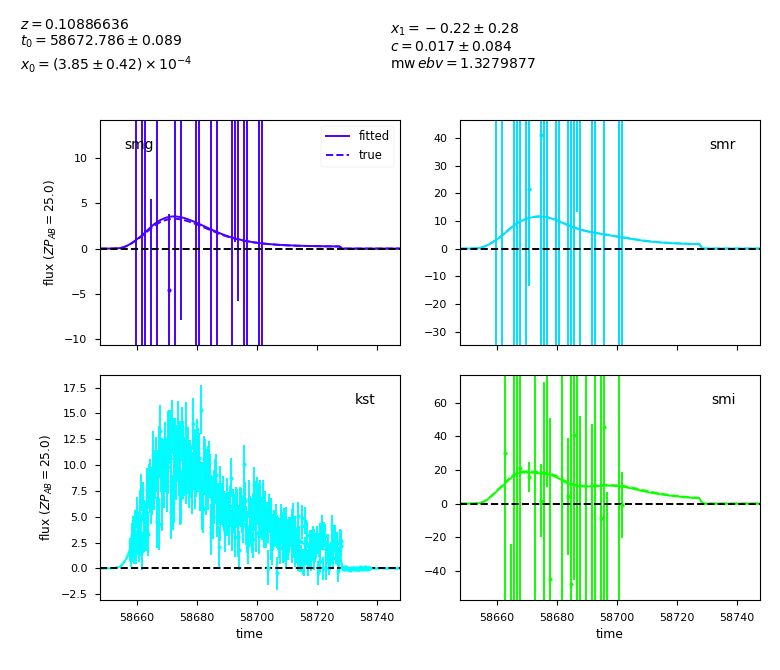 z = 0.10886636
t₀ = 58672.786 ± 0.089
x₀ = (3.85 ± 0.42) × 10⁻⁴
x₁ = −0.22 ± 0.28
c = 0.017 ± 0.084
mwebv = 1.3279877
smg
fitted
true
10
5
0
−5
−10
flux (ZP_AB = 25.0)
smr
40
30
20
10
0
−10
−20
−30
kst
17.5
15.0
12.5
10.0
7.5
5.0
2.5
0.0
−2.5
flux (ZP_AB = 25.0)
58660
58680
58700
58720
58740
time
smi
60
40
20
0
−20
−40
58660
58680
58700
58720
58740
time